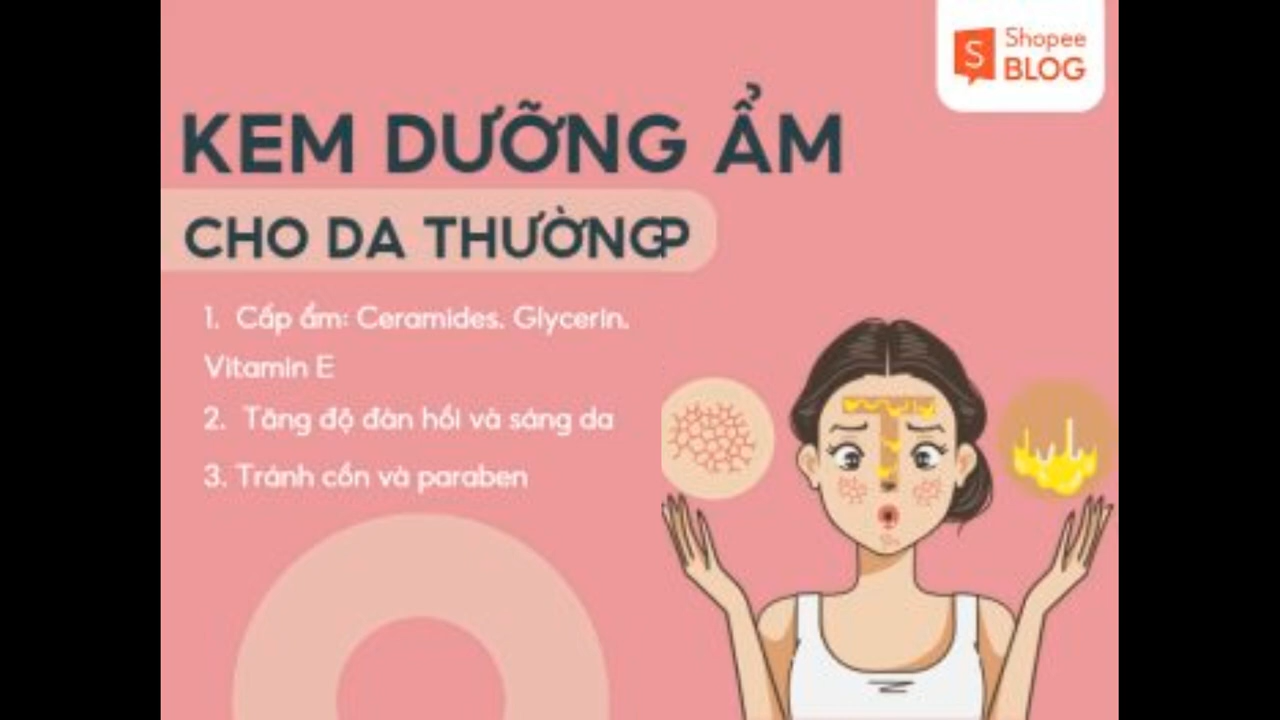 Shopee
BLOG
KEM DƯỠNG ẨM
CHO DA THƯỜNGP
1. Cấp ẩm: Ceramides. Glycerin.
Vitamin E
2. Tăng độ đàn hồi và sáng da
3. Tránh cồn và paraben